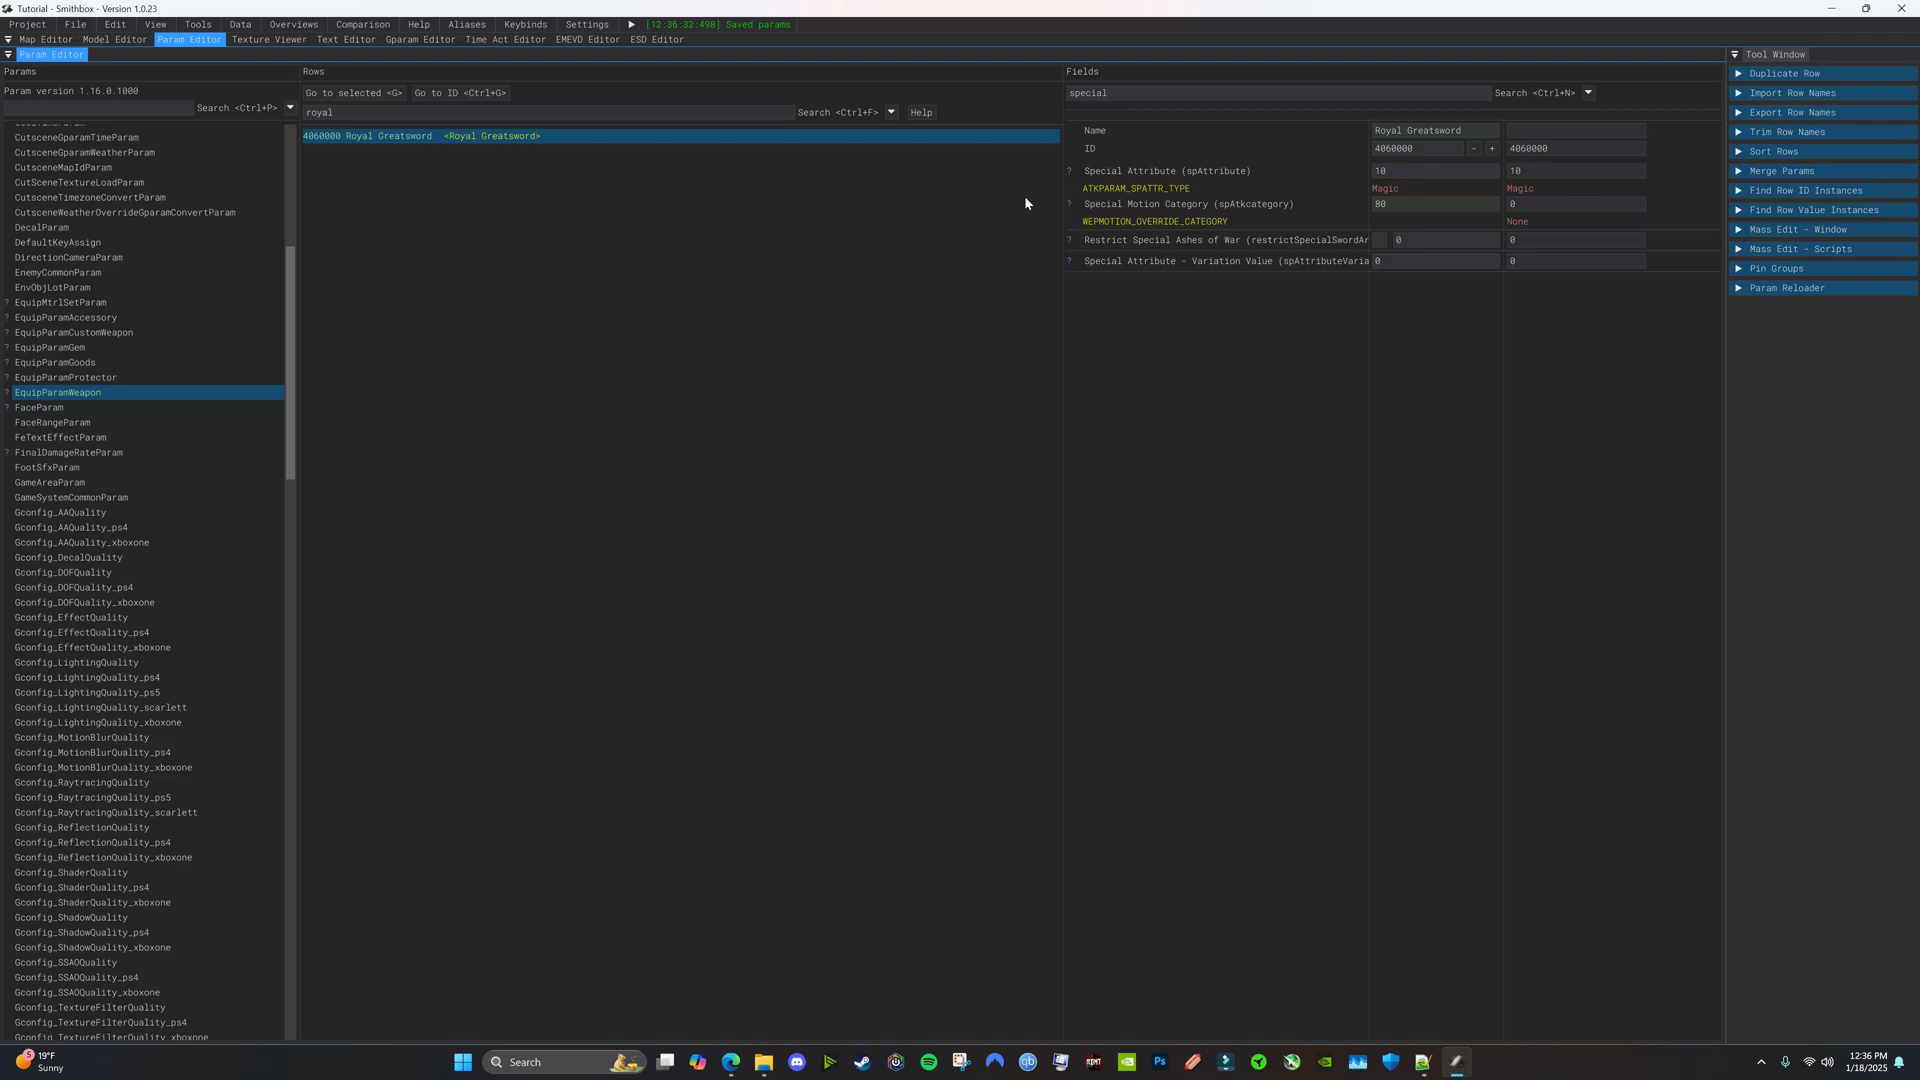 Tutorial - Smithbox - Version 1.0.23
Project File Edit View Tools Data Overviews Comparison Help Aliases Keybinds Settings [12:36:32:498] Saved params
Map Editor Model Editor Param Editor Texture Viewer Text Editor Gparam Editor Time Act Editor EMEVD Editor ESD Editor
Param Editor
Params
Param version 1.16.0.1000
Search <Ctrl+P>
CutsceneGparamTimeParam
CutsceneGparamWeatherParam
CutsceneMapIdParam
CutSceneTextureLoadParam
CutsceneTimezoneConvertParam
CutsceneWeatherOverrideGparamConvertParam
DecalParam
DefaultKeyAssign
DirectionCameraParam
EnemyCommonParam
EnvObjLotParam
? EquipMtrlSetParam
? EquipParamAccessory
? EquipParamCustomWeapon
? EquipParamGem
? EquipParamGoods
? EquipParamProtector
? EquipParamWeapon
? FaceParam
FaceRangeParam
FeTextEffectParam
? FinalDamageRateParam
FootSfxParam
GameAreaParam
GameSystemCommonParam
Gconfig_AAQuality
Gconfig_AAQuality_ps4
Gconfig_AAQuality_xboxone
Gconfig_DecalQuality
Gconfig_DOFQuality
Gconfig_DOFQuality_ps4
Gconfig_DOFQuality_xboxone
Gconfig_EffectQuality
Gconfig_EffectQuality_ps4
Gconfig_EffectQuality_xboxone
Gconfig_LightingQuality
Gconfig_LightingQuality_ps4
Gconfig_LightingQuality_ps5
Gconfig_LightingQuality_scarlett
Gconfig_LightingQuality_xboxone
Gconfig_MotionBlurQuality
Gconfig_MotionBlurQuality_ps4
Gconfig_MotionBlurQuality_xboxone
Gconfig_RaytracingQuality
Gconfig_RaytracingQuality_ps5
Gconfig_RaytracingQuality_scarlett
Gconfig_ReflectionQuality
Gconfig_ReflectionQuality_ps4
Gconfig_ReflectionQuality_xboxone
Gconfig_ShaderQuality
Gconfig_ShaderQuality_ps4
Gconfig_ShaderQuality_xboxone
Gconfig_ShadowQuality
Gconfig_ShadowQuality_ps4
Gconfig_ShadowQuality_xboxone
Gconfig_SSAOQuality
Gconfig_SSAOQuality_ps4
Gconfig_SSAOQuality_xboxone
Gconfig_TextureFilterQuality
Gconfig_TextureFilterQuality_ps4
Gconfig_TextureFilterQuality_xboxone
Rows
Go to selected <G> Go to ID <Ctrl+G>
royal Search <Ctrl+F> Help
4060000 Royal Greatsword <Royal Greatsword>
Fields
special Search <Ctrl+N>
Name Royal Greatsword
ID 4060000 - + 4060000
? Special Attribute (spAttribute) 10 10
ATKPARAM_SPATTR_TYPE Magic Magic
? Special Motion Category (spAtkcategory) 80 0
WEPMOTION_OVERRIDE_CATEGORY None
? Restrict Special Ashes of War (restrictSpecialSwordAr 0 0
? Special Attribute - Variation Value (spAttributeVaria 0 0
Tool Window
Duplicate Row
Import Row Names
Export Row Names
Trim Row Names
Sort Rows
Merge Params
Find Row ID Instances
Find Row Value Instances
Mass Edit - Window
Mass Edit - Scripts
Pin Groups
Param Reloader
5
19°F
Sunny
Search
qb
Ps
12:36 PM
1/18/2025